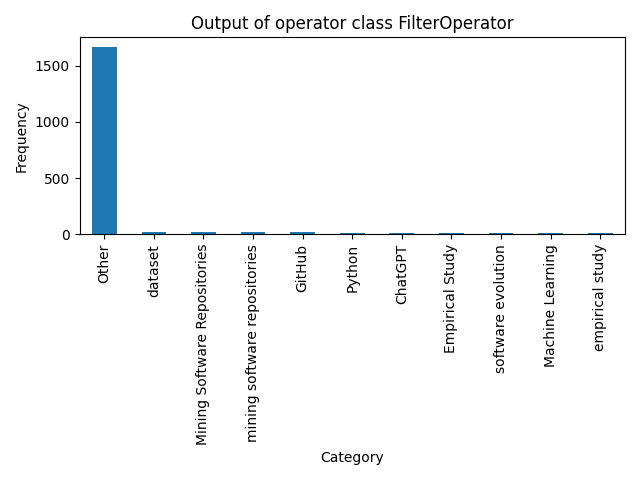 Output of operator class FilterOperator
Frequency
1500
1000
500
0
Other
dataset
Mining Software Repositories
mining software repositories
GitHub
Python
ChatGPT
Empirical Study
software evolution
Machine Learning
empirical study
Category